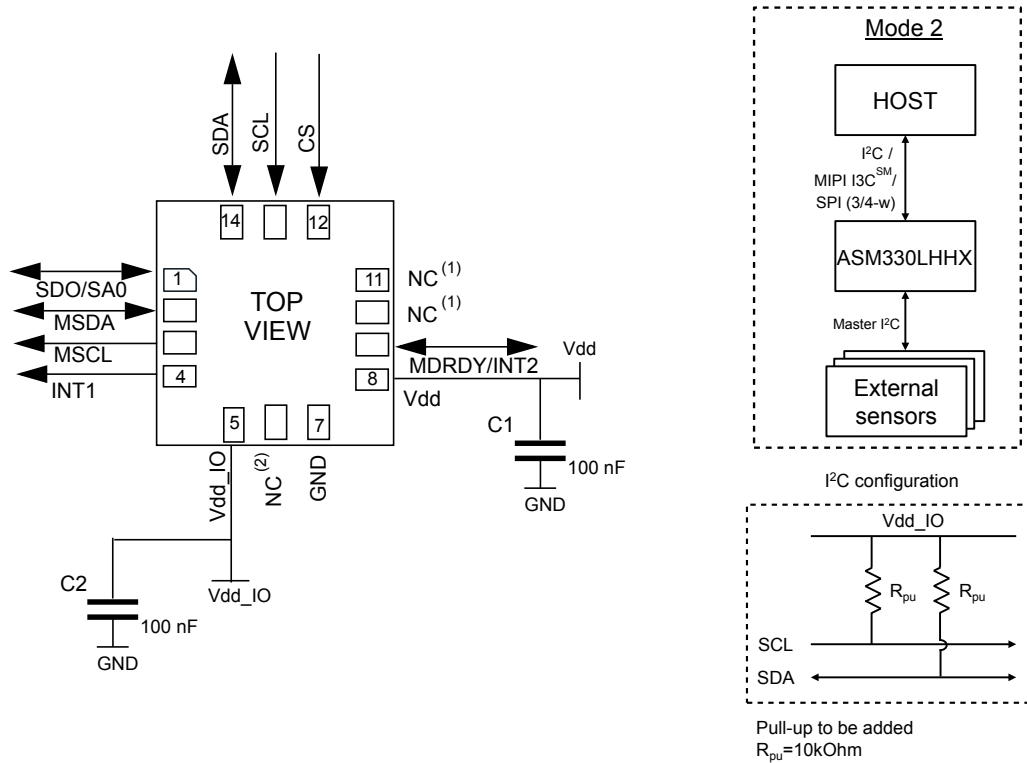 SDA
SCL
CS
14
12
1
11
NC (1)
NC (1)
SDO/SA0
MSDA
MSCL
INT1
4
TOP
VIEW
MDRDY/INT2
8
Vdd
Vdd
5
7
Vdd_IO
NC (2)
GND
C1
100 nF
GND
C2
100 nF
GND
Vdd_IO
Mode 2
HOST
I²C /
MIPI I3C^SM/
SPI (3/4-w)
ASM330LHHX
Master I²C
External
sensors
I²C configuration
Vdd_IO
Rpu
Rpu
SCL
SDA
Pull-up to be added
Rpu=10kOhm